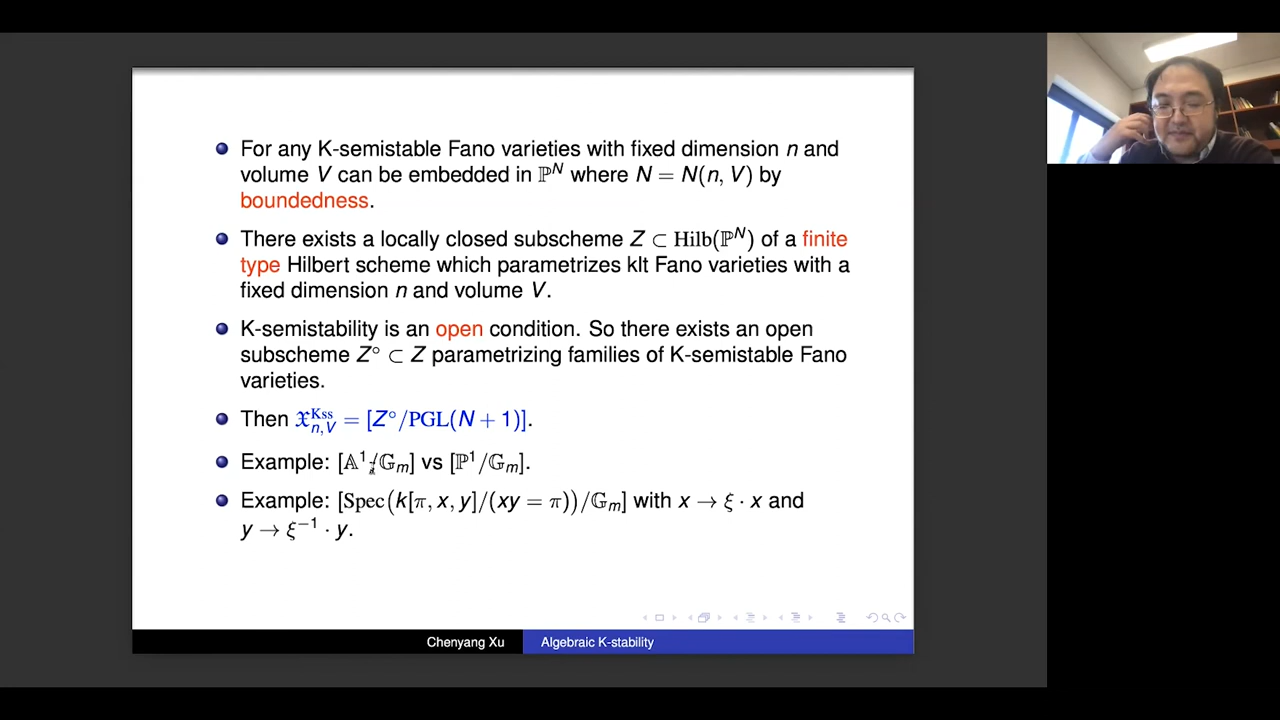 For any K-semistable Fano varieties with fixed dimension n and
volume V can be embedded in ℙ^N where N = N(n, V) by
boundedness.
There exists a locally closed subscheme Z ⊂ Hilb(ℙ^N) of a finite
type Hilbert scheme which parametrizes klt Fano varieties with a
fixed dimension n and volume V.
K-semistability is an open condition. So there exists an open
subscheme Z° ⊂ Z parametrizing families of K-semistable Fano
varieties.
Then 𝔛^Kss_n,V = [Z°/PGL(N + 1)].
Example: [𝔸^1/𝔾_m] vs [ℙ^1/𝔾_m].
Example: [Spec(k[π, x, y]/(xy = π))/𝔾_m] with x → ξ · x and
y → ξ^−1 · y.
Chenyang Xu Algebraic K-stability